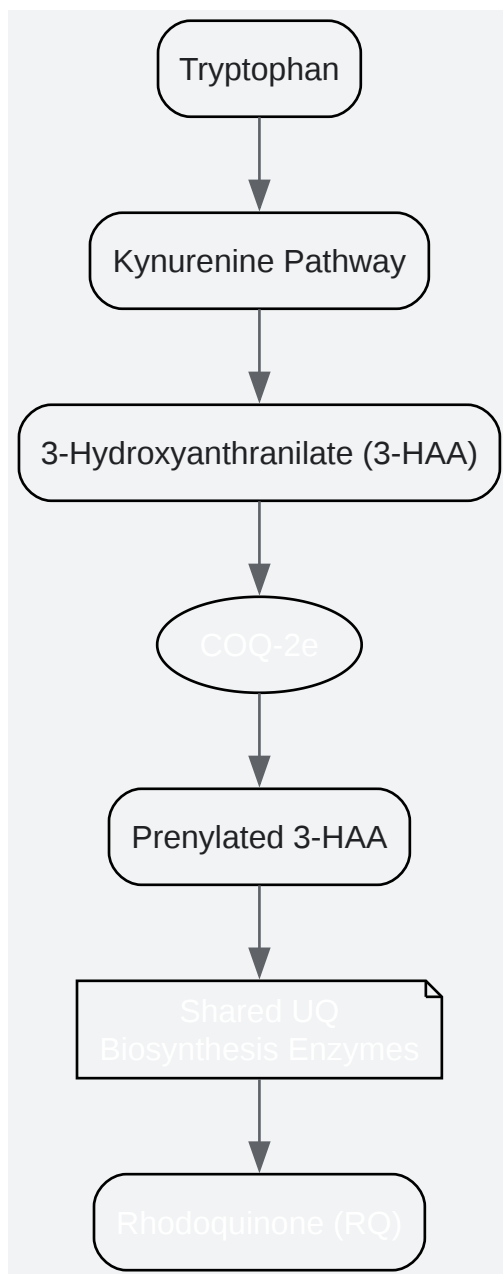 Tryptophan
Kynurenine Pathway
3-Hydroxyanthranilate (3-HAA)
COQ-2e
Prenylated 3-HAA
Shared UQ
Biosynthesis Enzymes
Rhodoquinone (RQ)